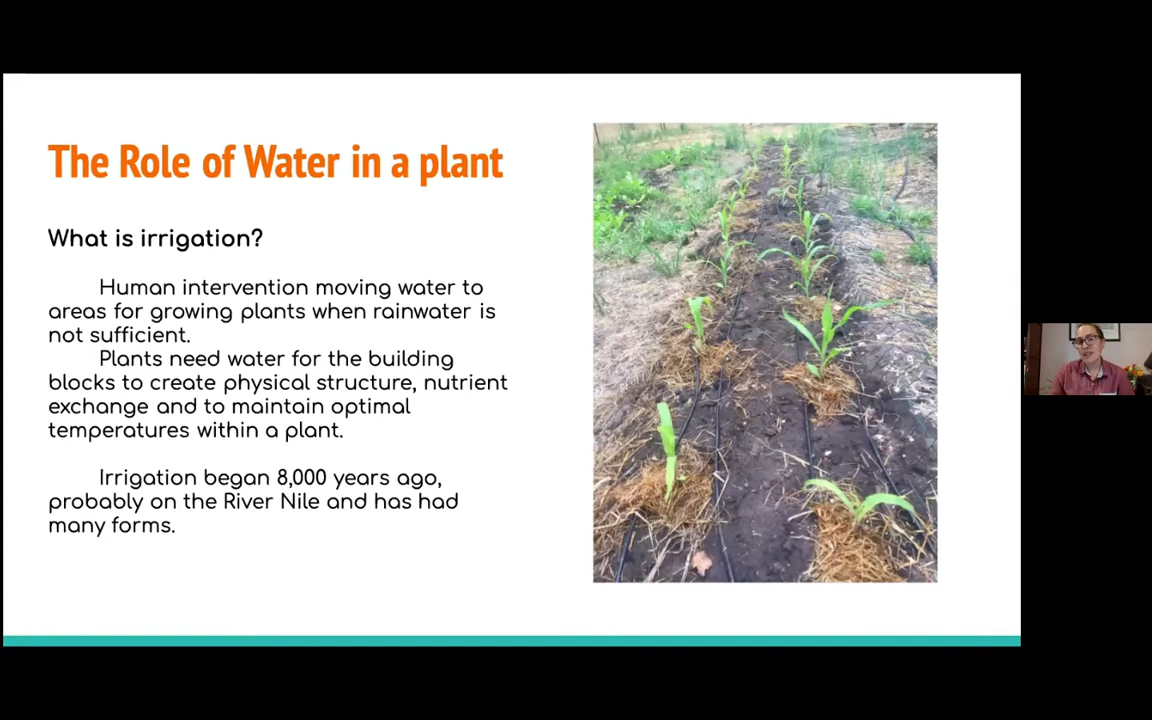 The Role of Water in a plant
What is irrigation?
Human intervention moving water to
areas for growing plants when rainwater is
not sufficient.
Plants need water for the building
blocks to create physical structure, nutrient
exchange and to maintain optimal
temperatures within a plant.
Irrigation began 8,000 years ago,
probably on the River Nile and has had
many forms.